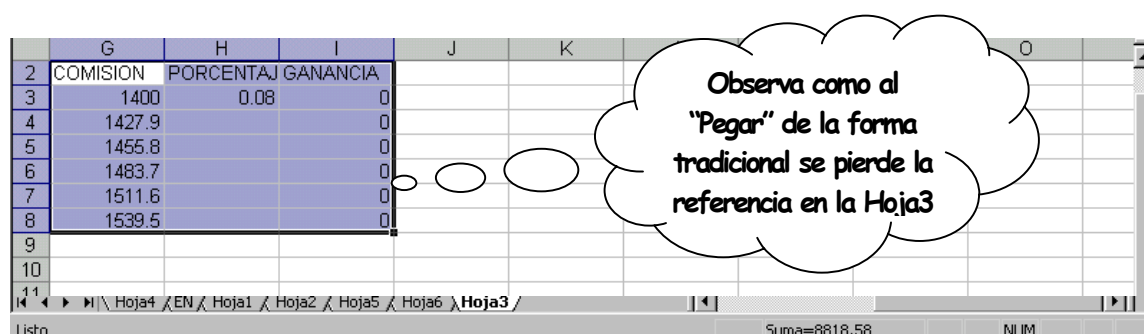 G H I J K O
2 COMISION PORCENTAJ GANANCIA
3 1400 0.08 0
4 1427.9 0
5 1455.8 0
6 1483.7 0
7 1511.6 0
8 1539.5 0
9
10
11
Observa como al
“Pegar” de la forma
tradicional se pierde la
referencia en la Hoja3
Hoja4 EN Hoja1 Hoja2 Hoja5 Hoja6 Hoja3
Listo Suma=8818.58 NUM